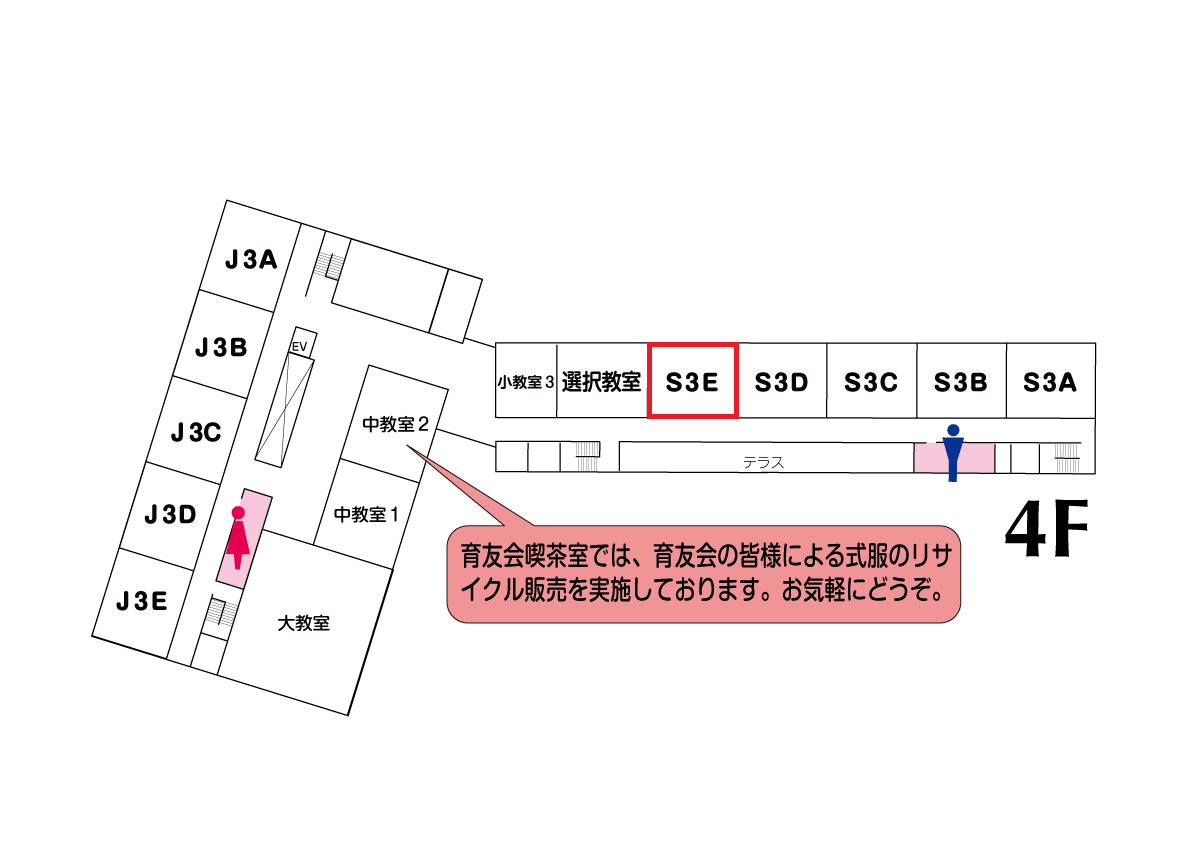 J3A
J3B
EV
小教室3
選択教室
S3E
S3D
S3C
S3B
S3A
J3C
中教室2
テラス
J3D
中教室1
4F
育友会喫茶室では、育友会の皆様による式服のリサ
イクル販売を実施しております。お気軽にどうぞ。
J3E
大教室